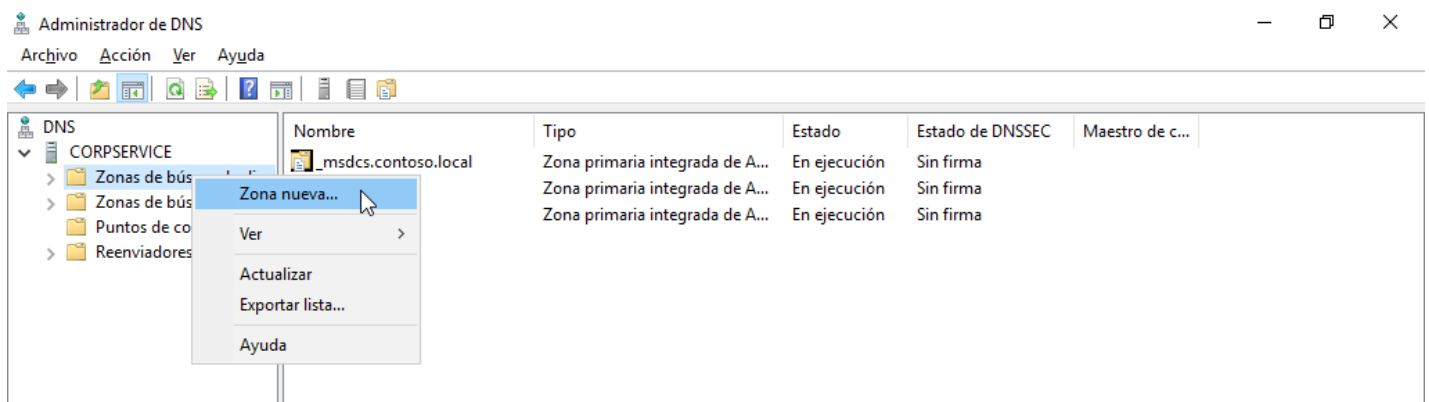 Administrador de DNS
Archivo Acción Ver Ayuda
DNS
CORPSERVICE
Zonas de bús
Zonas de bús
Puntos de co
Reenviadores
Zona nueva...
Ver
Actualizar
Exportar lista...
Ayuda
Nombre Tipo Estado Estado de DNSSEC Maestro de c...
_msdcs.contoso.local Zona primaria integrada de A... En ejecución Sin firma
Zona primaria integrada de A... En ejecución Sin firma
Zona primaria integrada de A... En ejecución Sin firma